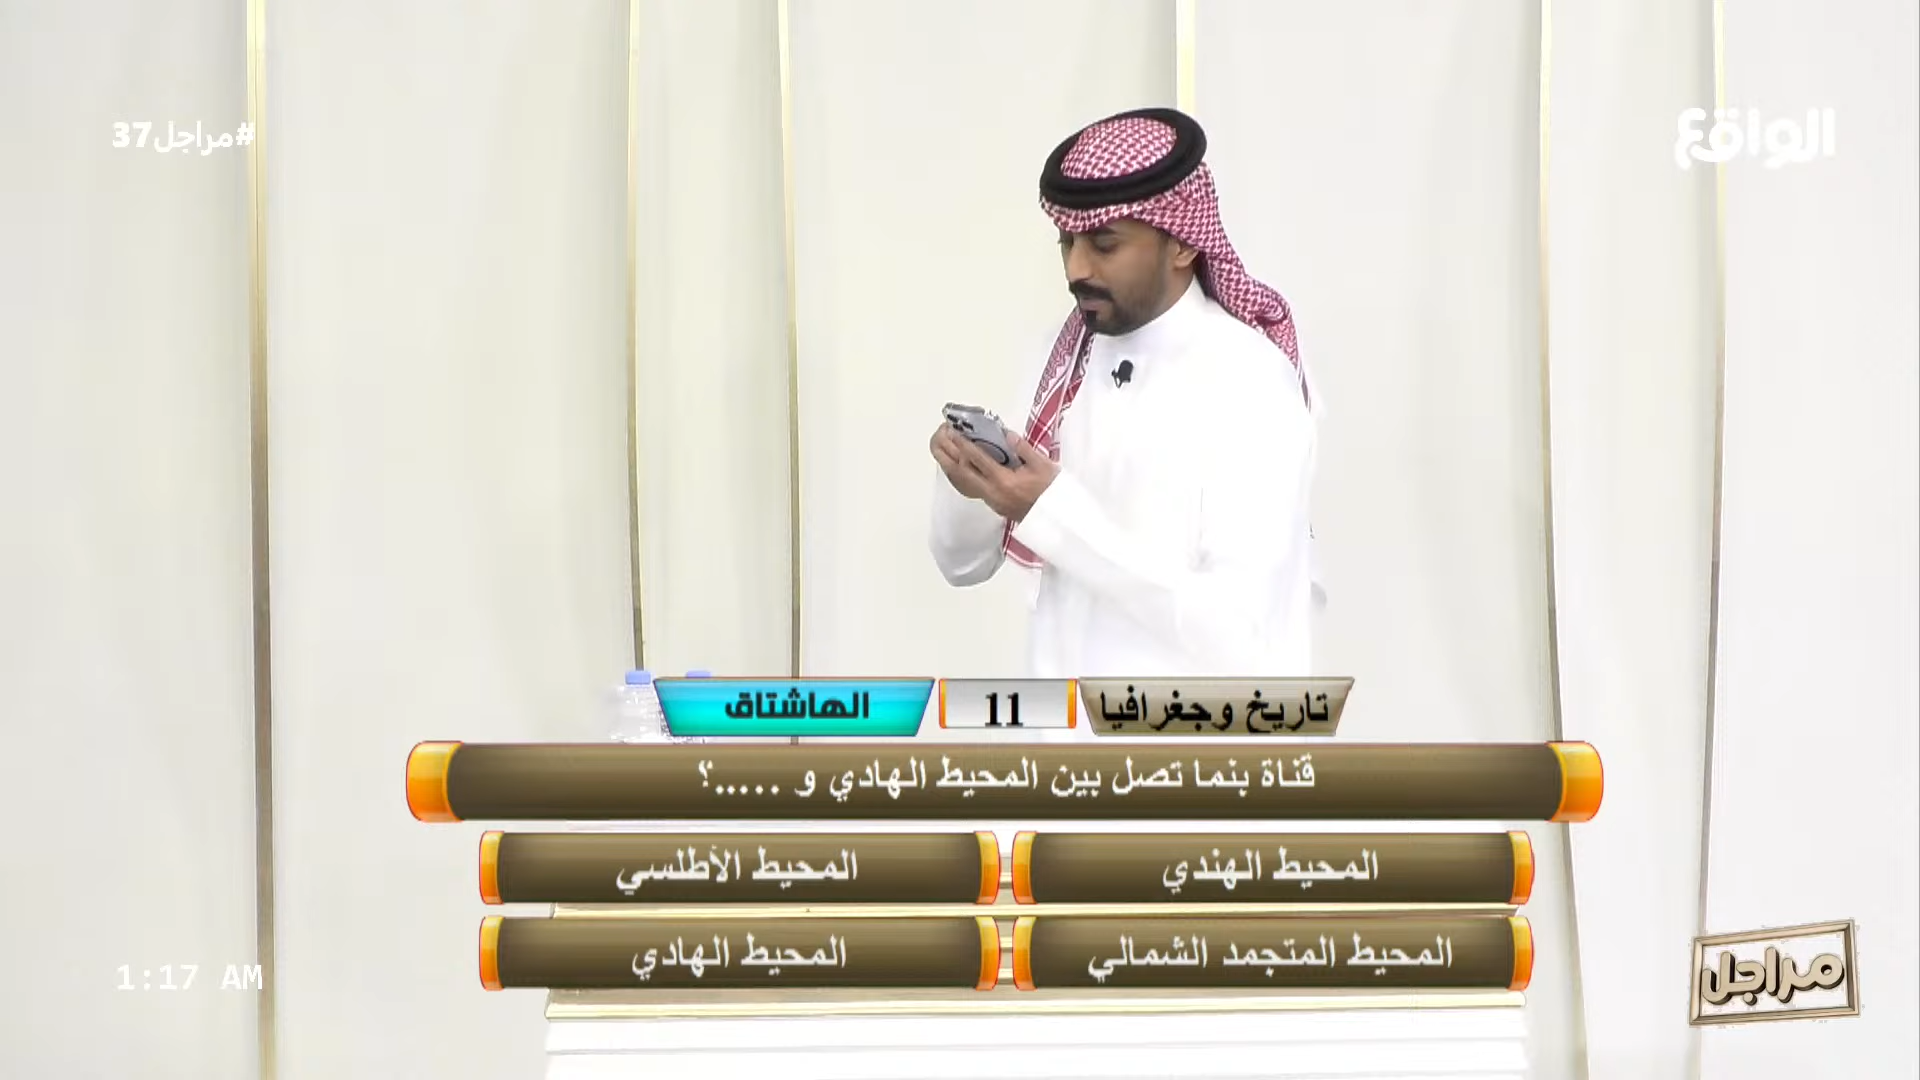 #مراجل37
الواقع
تاريخ وجغرافيا
11
الهاشتاق
قناة بنما تصل بين المحيط الهادي و .....؟
المحيط الهندي
المحيط الأطلسي
المحيط المتجمد الشمالي
المحيط الهادي
1:17 AM
مراجل